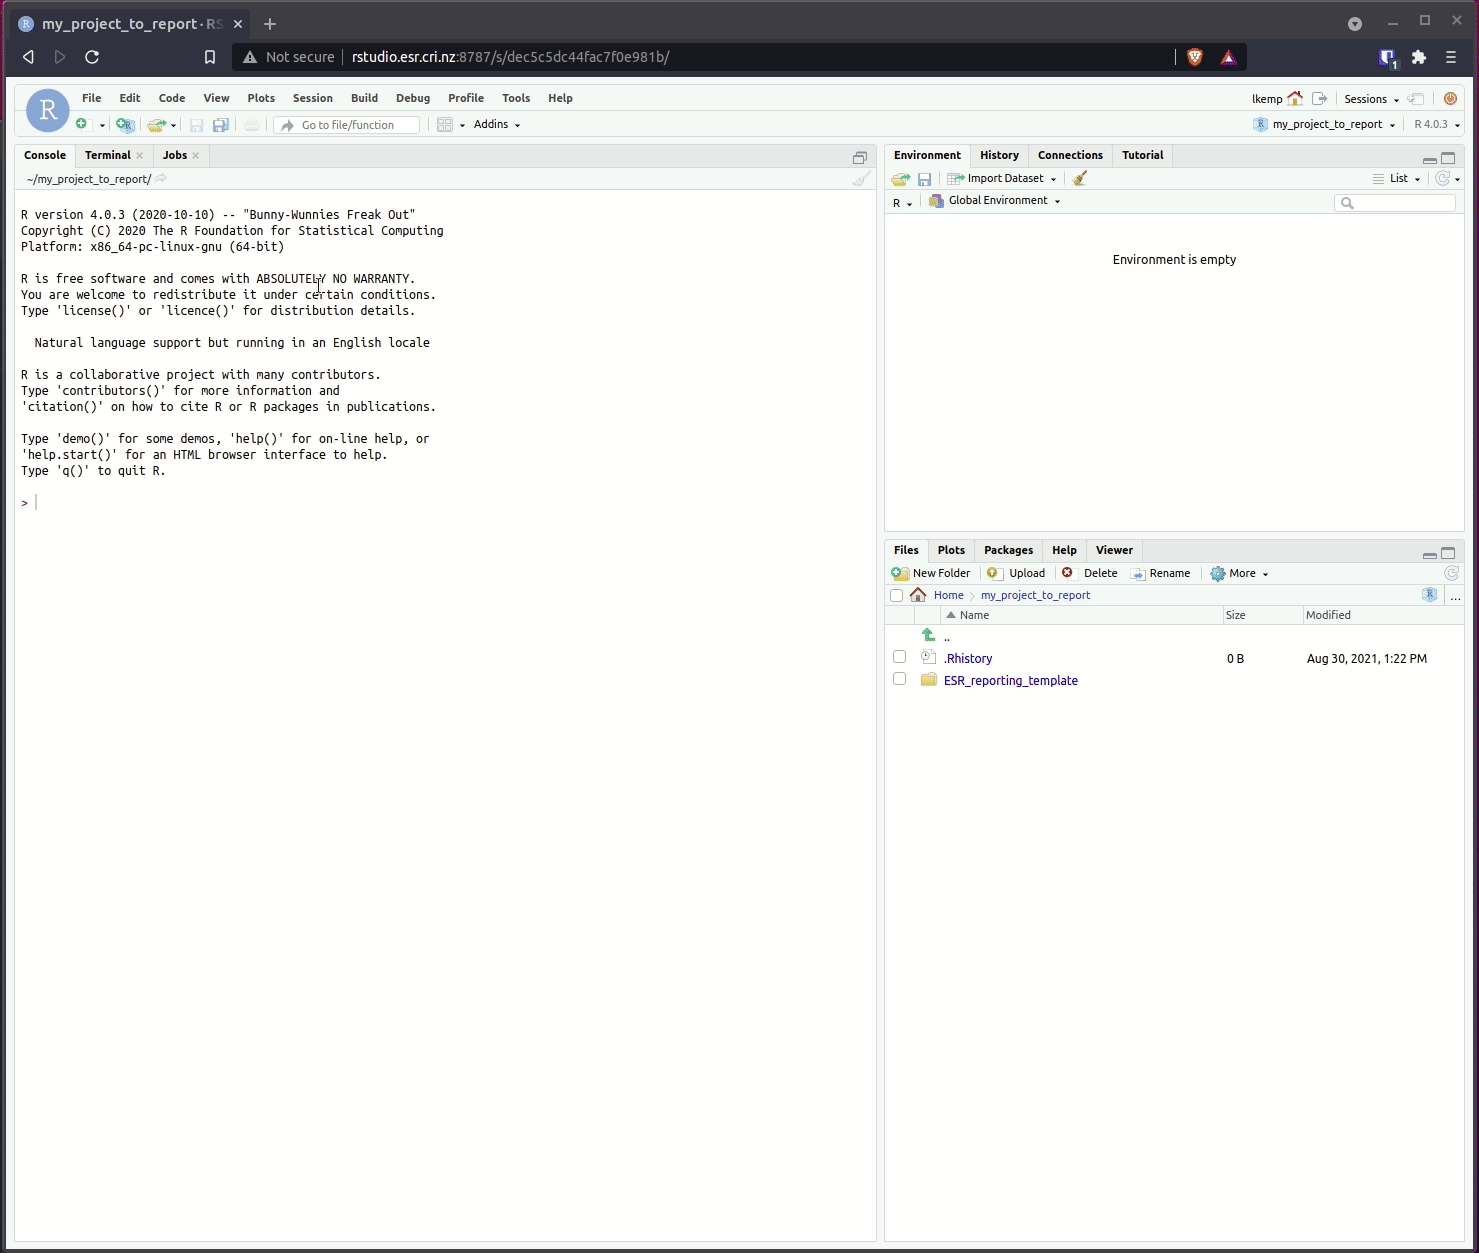 my_project_to_report · RS
Not secure rstudio.esr.cri.nz:8787/s/dec5c5dc44fac7f0e981b/
1
R File Edit Code View Plots Session Build Debug Profile Tools Help
lkemp Sessions
Go to file/function Addins
my_project_to_report R 4.0.3
Console Terminal Jobs
~/my_project_to_report/
R version 4.0.3 (2020-10-10) -- "Bunny-Wunnies Freak Out"
Copyright (C) 2020 The R Foundation for Statistical Computing
Platform: x86_64-pc-linux-gnu (64-bit)
R is free software and comes with ABSOLUTELY NO WARRANTY.
You are welcome to redistribute it under certain conditions.
Type 'license()' or 'licence()' for distribution details.
Natural language support but running in an English locale
R is a collaborative project with many contributors.
Type 'contributors()' for more information and
'citation()' on how to cite R or R packages in publications.
Type 'demo()' for some demos, 'help()' for on-line help, or
'help.start()' for an HTML browser interface to help.
Type 'q()' to quit R.
>
Environment History Connections Tutorial
Import Dataset List
R Global Environment
Environment is empty
Files Plots Packages Help Viewer
New Folder Upload Delete Rename More
Home my_project_to_report ...
Name Size Modified
..
.Rhistory 0 B Aug 30, 2021, 1:22 PM
ESR_reporting_template